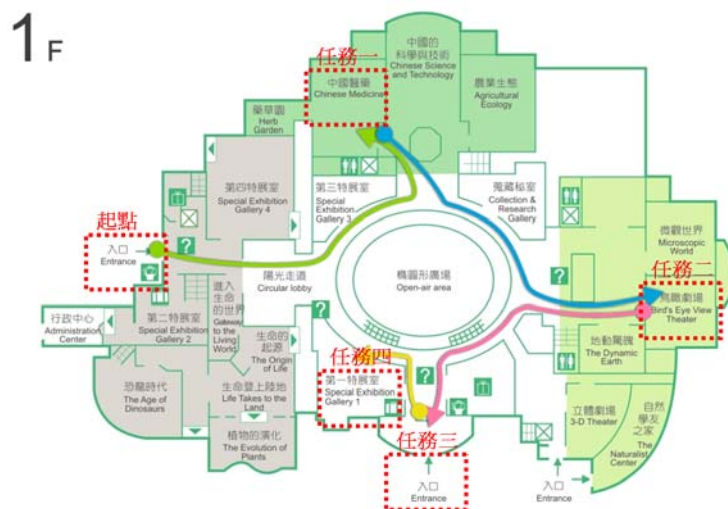 1F
任務一
中國醫藥
Chinese Medicine
中國的
科學與技術
Chinese Science
and Technology
農業生態
Agricultural
Ecology
藥草園
Herb
Garden
第四特展室
Special Exhibition
Gallery 4
第三特展室
Special
Exhibition
Gallery 3
蒐藏秘室
Collection &
Research
Gallery
起點
入口
Entrance
陽光走道
Circular lobby
橢圓形廣場
Open-air area
微觀世界
Microscopic
World
任務二
鳥瞰劇場
Bird's Eye View
Theater
行政中心
Administration
Center
第二特展室
Special Exhibition
Gallery 2
進入
生命
的世界
Gateway
to the
Living
World
生命的
起源
The Origin
of Life
地動驚魂
The Dynamic
Earth
任務四
第一特展室
Special Exhibition
Gallery 1
恐龍時代
The Age of
Dinosaurs
生命登上陸地
Life Takes to the
Land
植物的演化
The Evolution of
Plants
任務三
入口
Entrance
立體劇場
3-D Theater
自然
學友
之家
The
Naturalist
Center
入口
Entrance